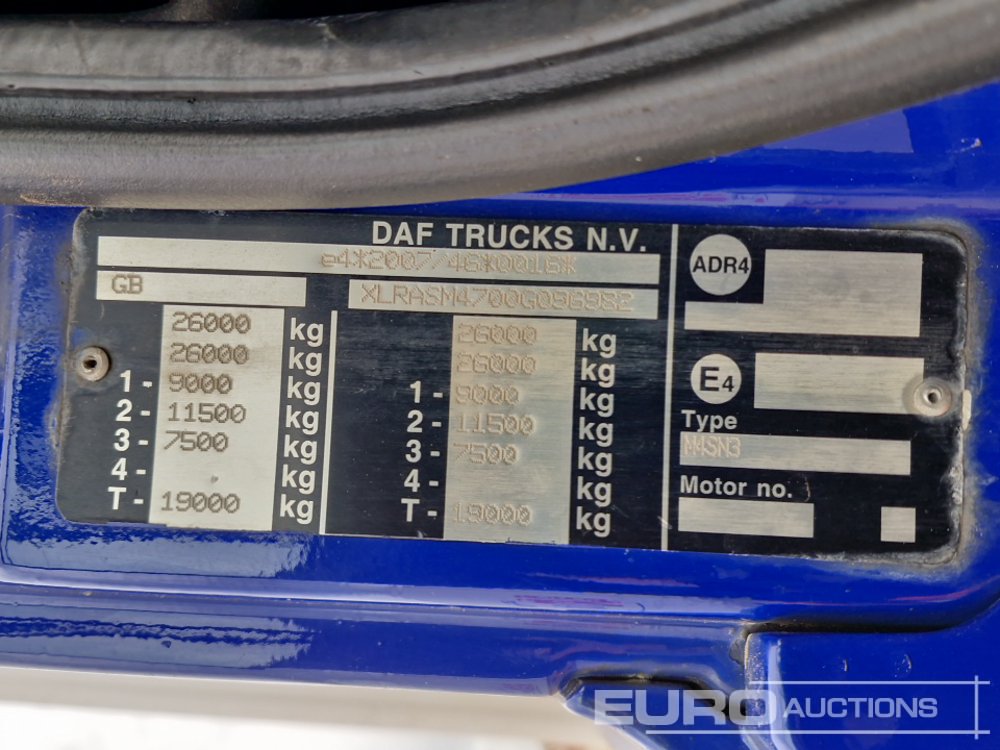 DAF TRUCKS N.V.
e4*2007/46*0016*
GB
XLRASM4700G096982
26000 kg 26000 kg
26000 kg 26000 kg
1- 9000 kg 1- 9000 kg
2- 11500 kg 2- 11500 kg
3- 7500 kg 3- 7500 kg
4- kg 4- kg
T- 19000 kg T- 19000 kg
ADR4
E4
Type
M4SN3
Motor no.
EURO AUCTIONS